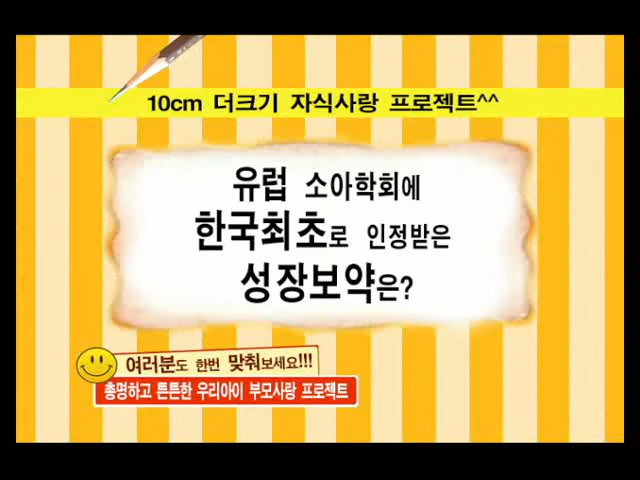 10cm 더크기 자식사랑 프로젝트^^
유럽 소아학회에
한국최초로 인정받은
성장보약은?
여러분도 한번 맞춰보세요!!!
총명하고 튼튼한 우리아이 부모사랑 프로젝트